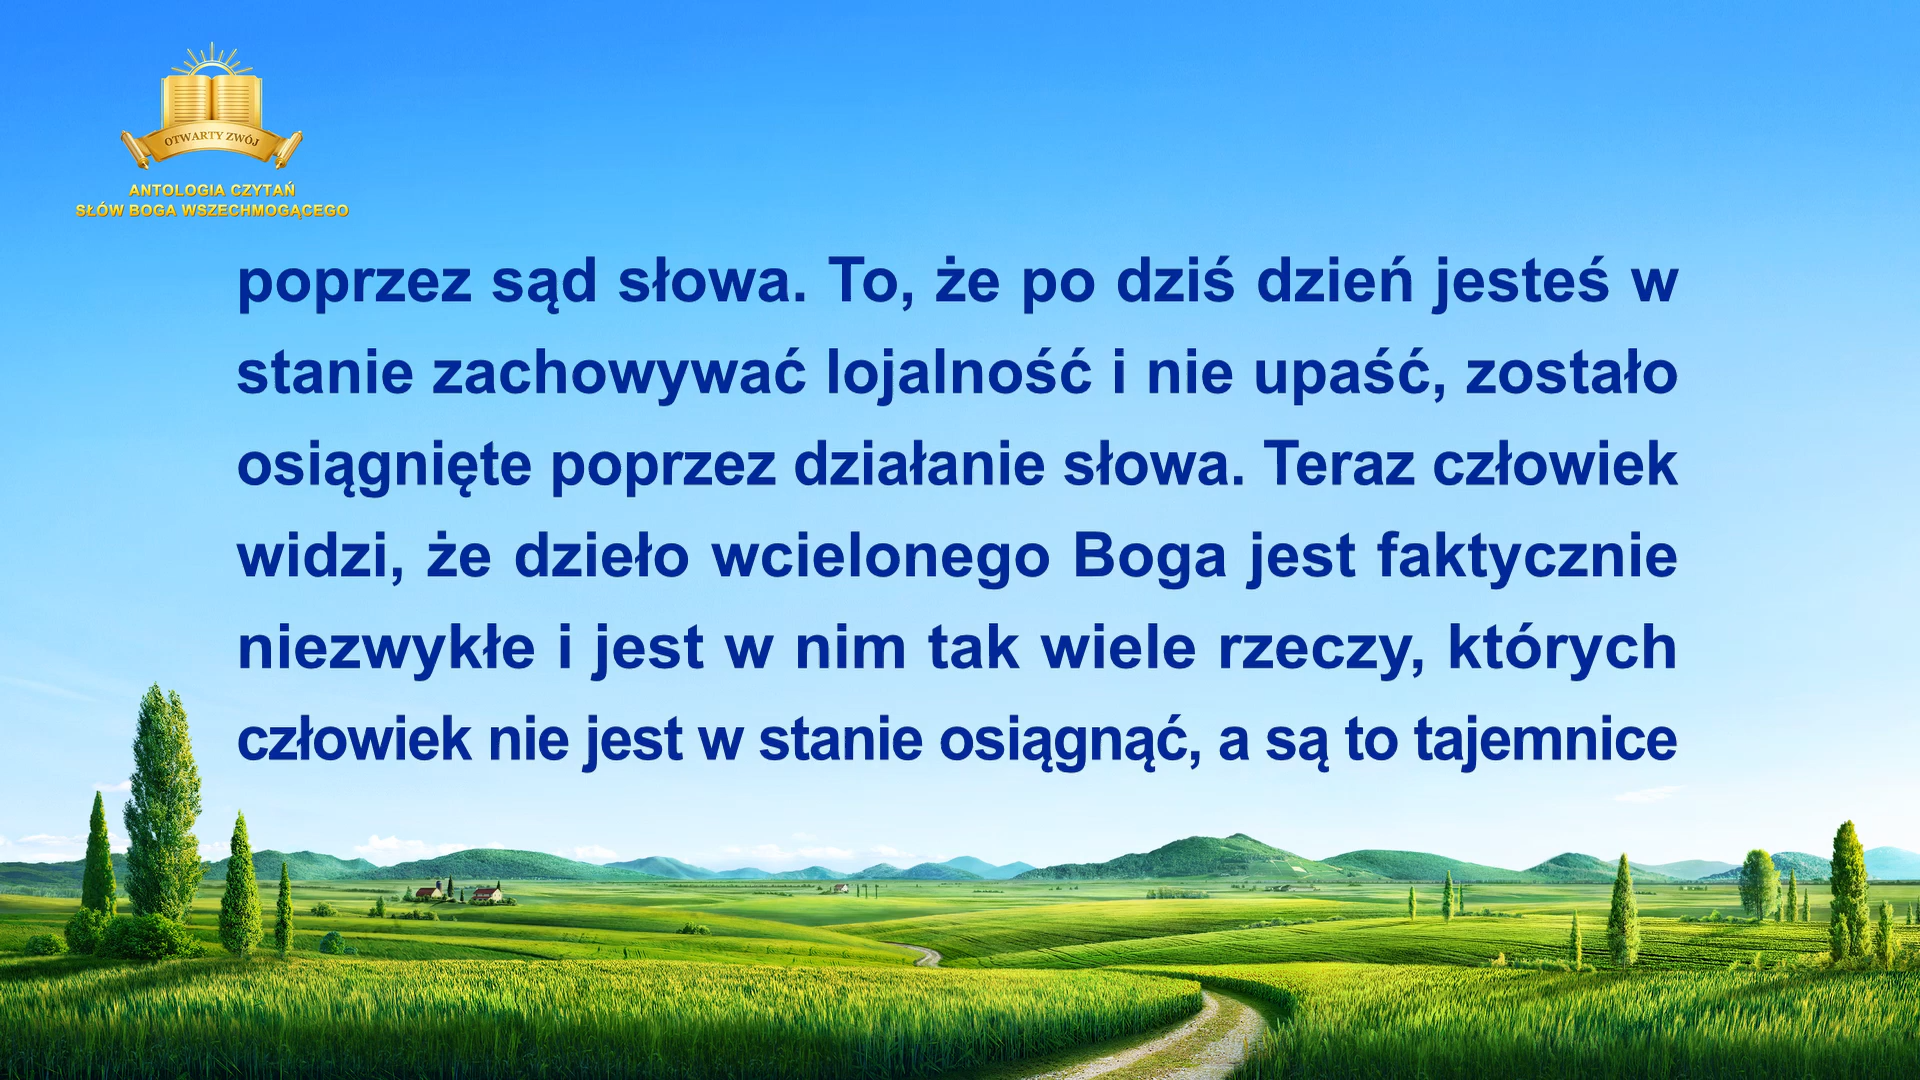 OTWARTY ZWÓJ
ANTOLOGIA CZYTAŃ
SŁÓW BOGA WSZECHMOGĄCEGO
poprzez sąd słowa. To, że po dziś dzień jesteś w
stanie zachowywać lojalność i nie upaść, zostało
osiągnięte poprzez działanie słowa. Teraz człowiek
widzi, że dzieło wcielonego Boga jest faktycznie
niezwykłe i jest w nim tak wiele rzeczy, których
człowiek nie jest w stanie osiągnąć, a są to tajemnice